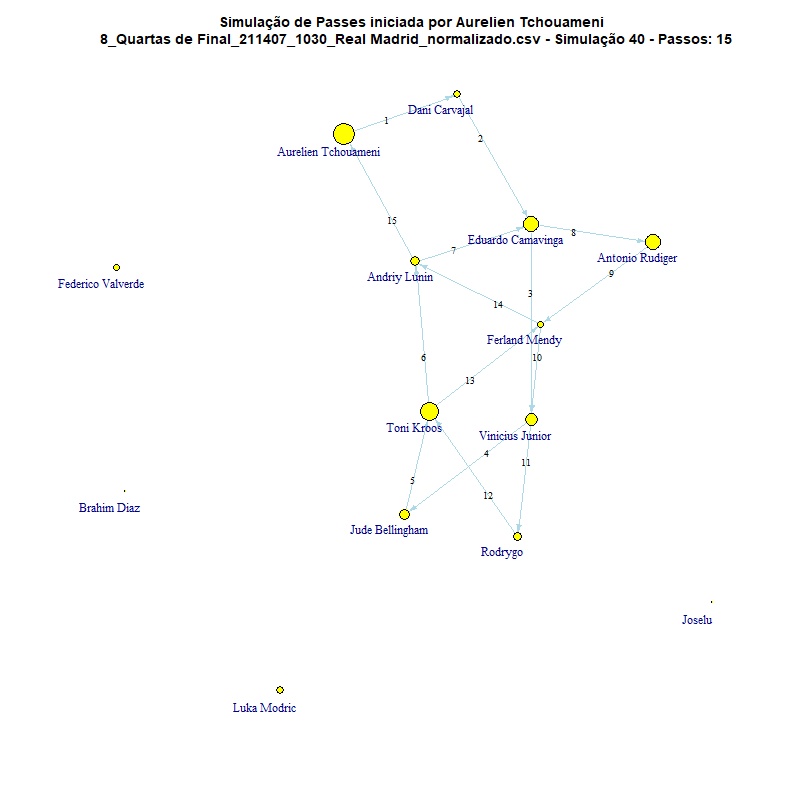 Simulação de Passes iniciada por Aurelien Tchouameni
8_Quartas de Final_211407_1030_Real Madrid_normalizado.csv - Simulação 40 - Passos: 15
Dani Carvajal
1
2
Aurelien Tchouameni
15
8
Eduardo Camavinga
7
Antonio Rudiger
9
Andriy Lunin
Federico Valverde
3
14
Ferland Mendy
6
10
13
Toni Kroos
Vinicius Junior
4
11
5
12
Brahim Diaz
Jude Bellingham
Rodrygo
Joselu
Luka Modric